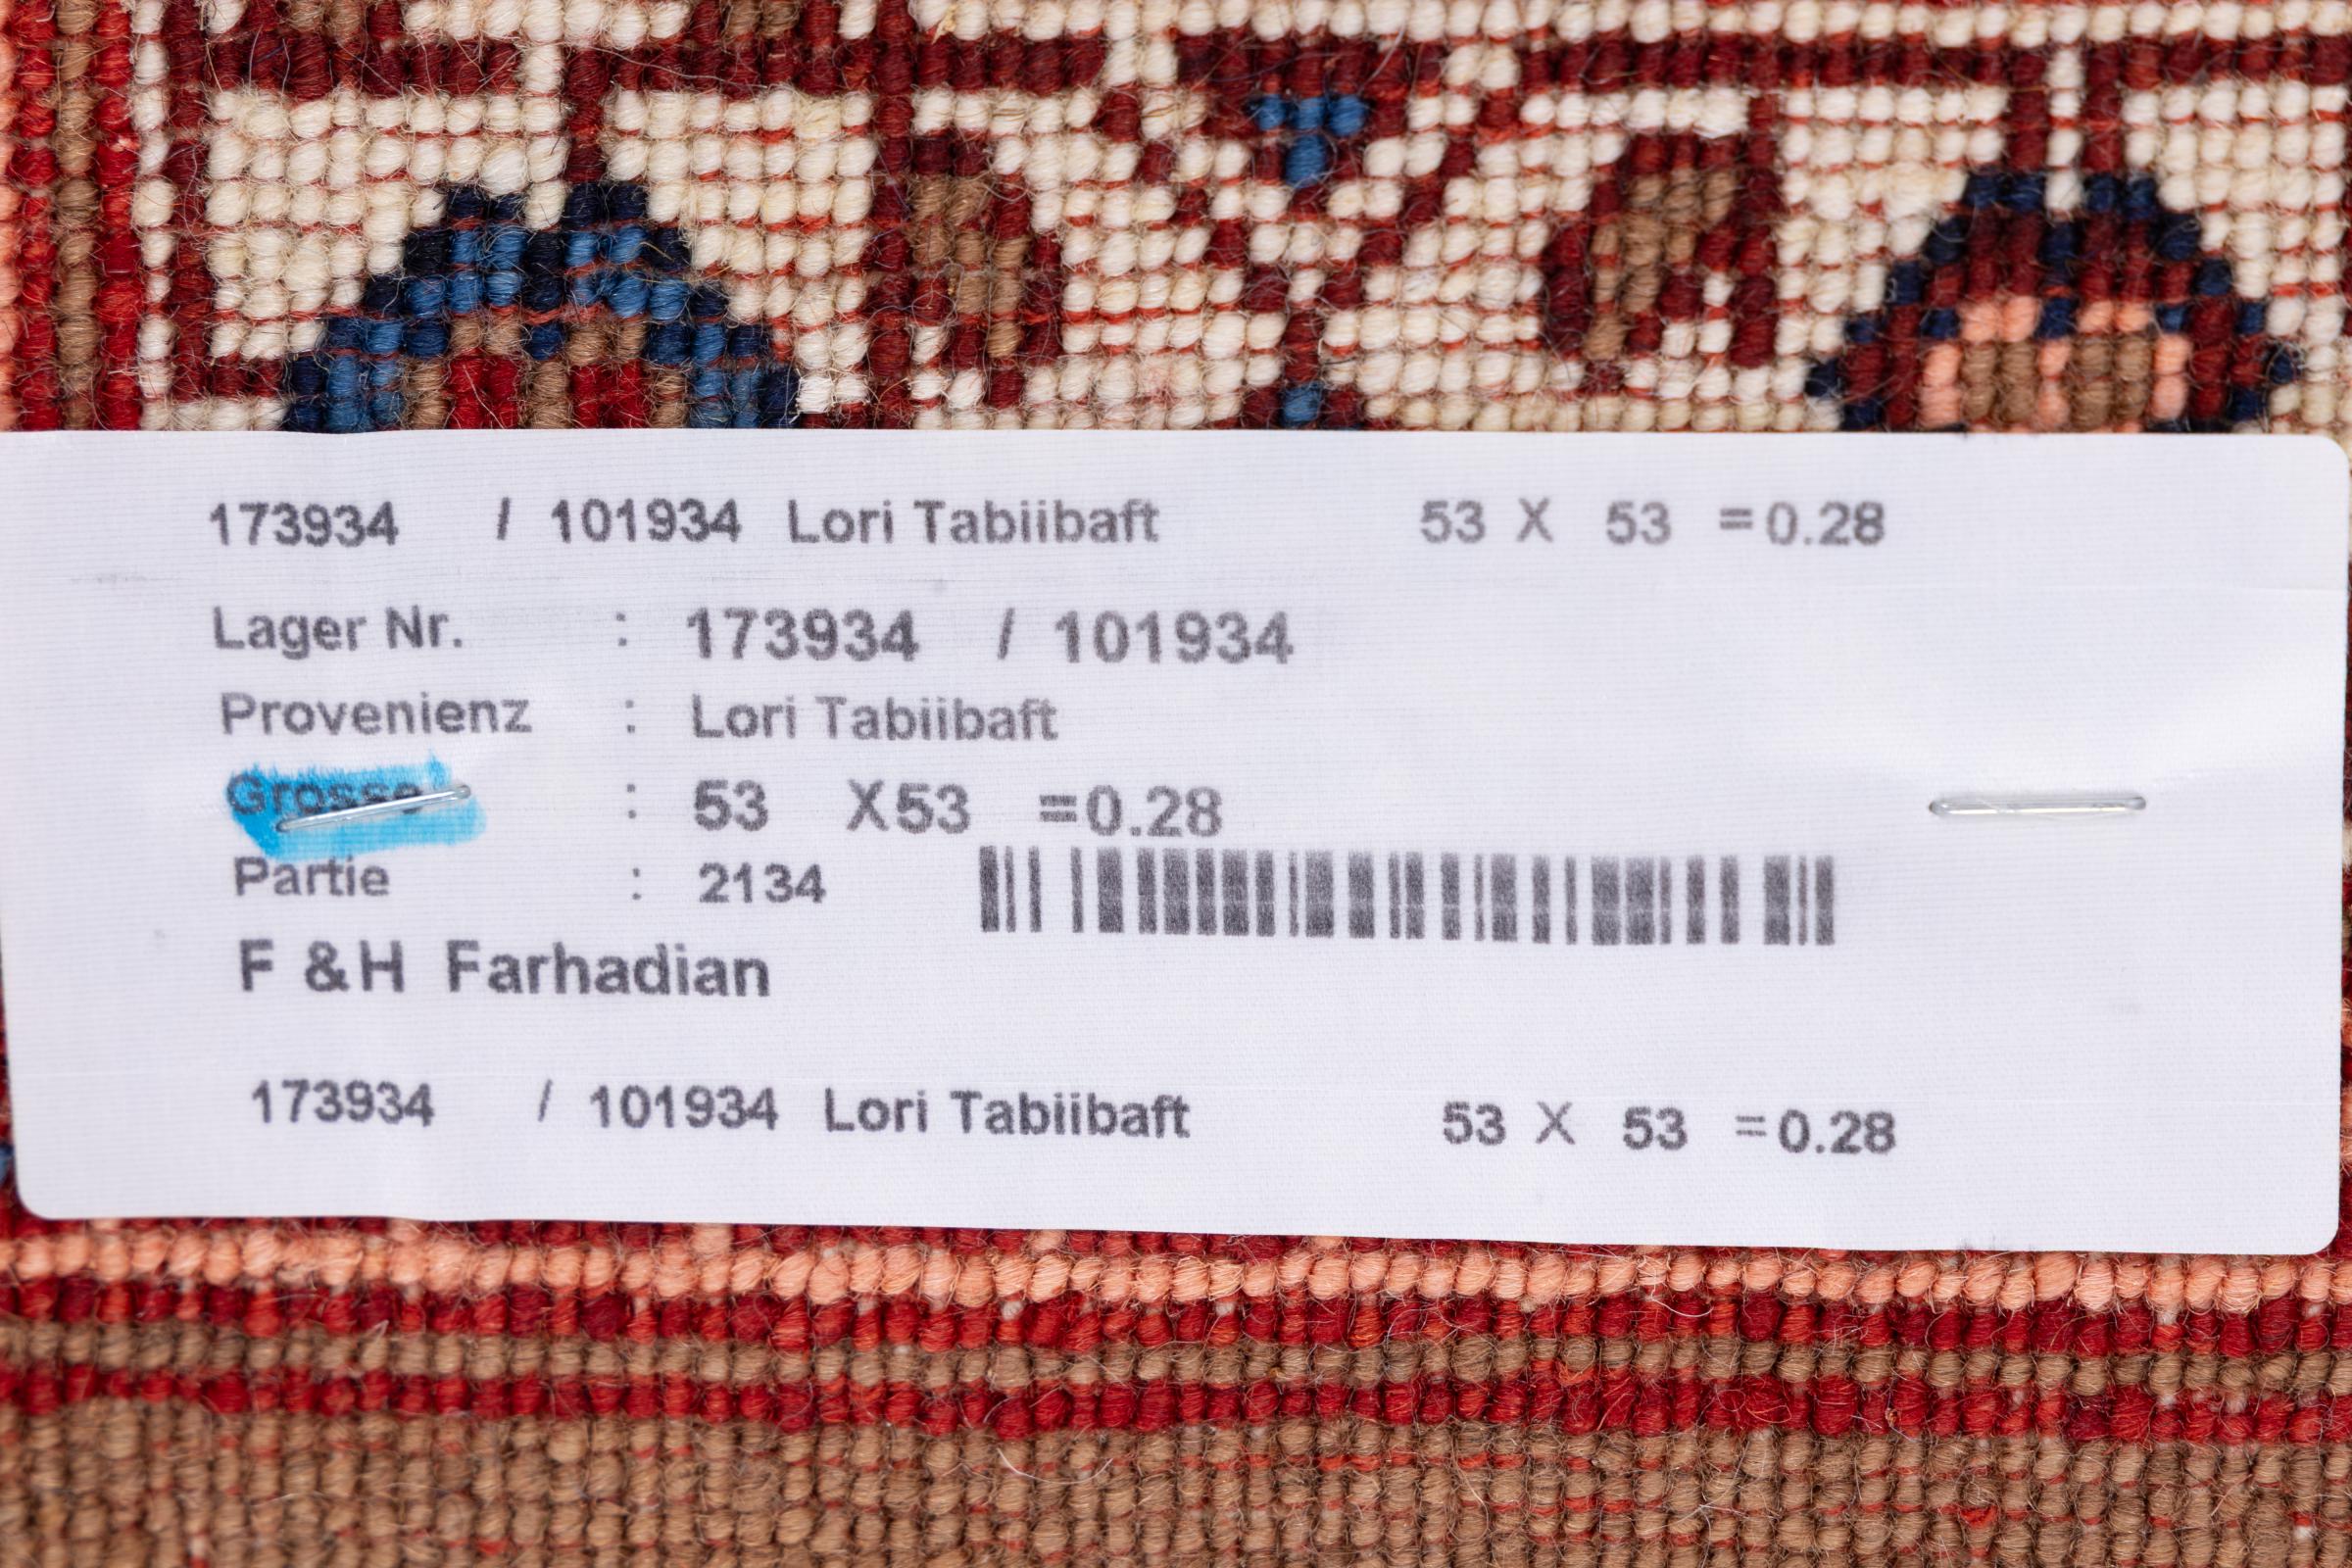 173934 / 101934 Lori Tabiibaft 53 X 53 =0.28
Lager Nr. : 173934 / 101934
Provenienz : Lori Tabiibaft
Grosse : 53 X53 =0.28
Partie : 2134
F &H Farhadian
173934 / 101934 Lori Tabiibaft 53 X 53 =0.28